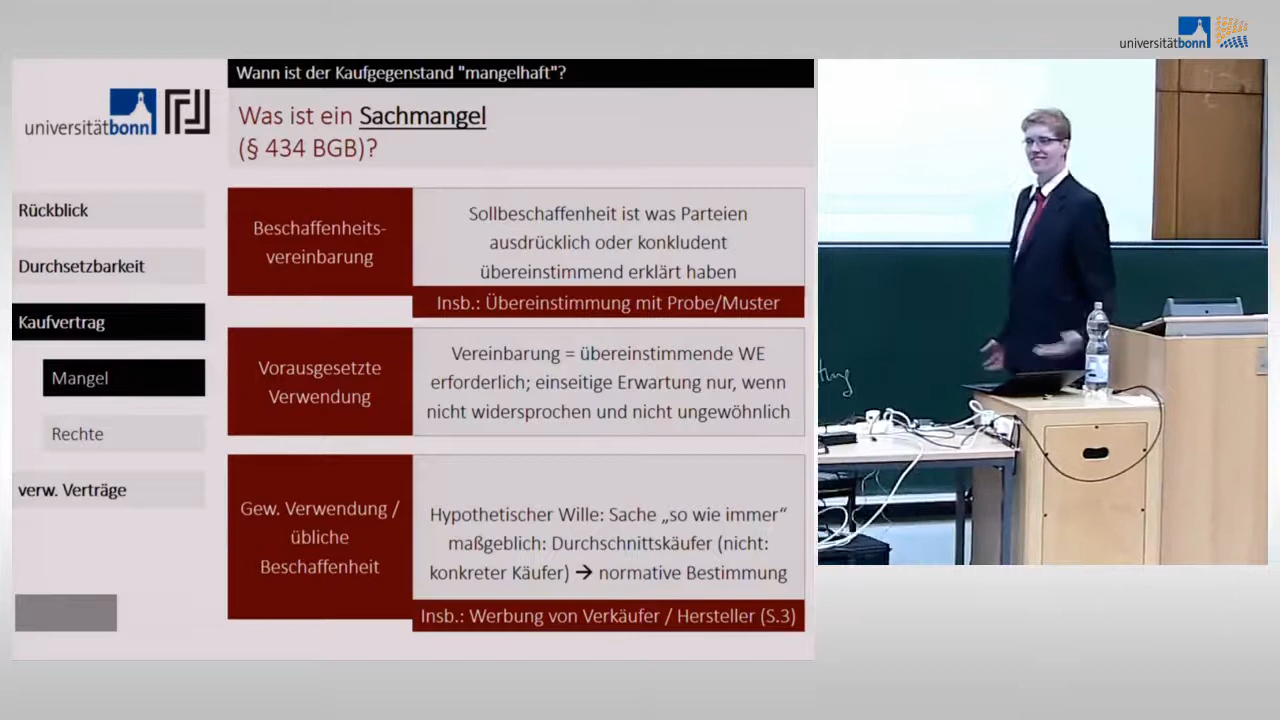 universitätbonn
Wann ist der Kaufgegenstand "mangelhaft"?
universitätbonn
Was ist ein Sachmangel
(§ 434 BGB)?
Rückblick
Durchsetzbarkeit
Kaufvertrag
Mangel
Rechte
verw. Verträge
Beschaffenheits-
vereinbarung
Sollbeschaffenheit ist was Parteien
ausdrücklich oder konkludent
übereinstimmend erklärt haben
Insb.: Übereinstimmung mit Probe/Muster
Vorausgesetzte
Verwendung
Vereinbarung = übereinstimmende WE
erforderlich; einseitige Erwartung nur, wenn
nicht widersprochen und nicht ungewöhnlich
Gew. Verwendung /
übliche
Beschaffenheit
Hypothetischer Wille: Sache „so wie immer“
maßgeblich: Durchschnittskäufer (nicht:
konkreter Käufer) → normative Bestimmung
Insb.: Werbung von Verkäufer / Hersteller (S.3)